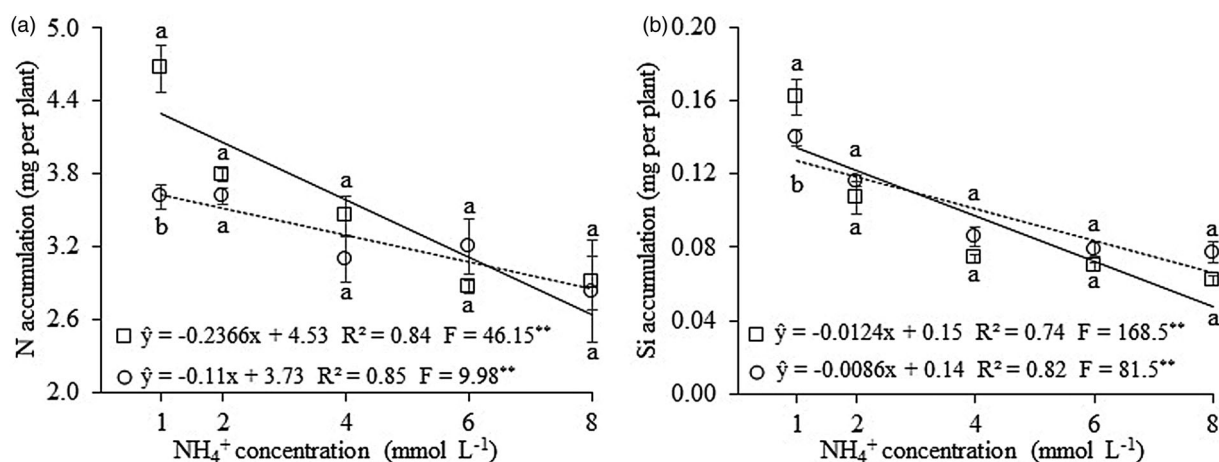 (a)
5.0
4.4
3.8
3.2
2.6
2.0
N accumulation (mg per plant)
a
b
a
a
a
a
a
a
a
a
ŷ = -0.2366x + 4.53 R² = 0.84 F = 46.15**
ŷ = -0.11x + 3.73 R² = 0.85 F = 9.98**
1 2 4 6 8
NH₄⁺ concentration (mmol L⁻¹)
(b)
0.20
0.16
0.12
0.08
0.04
0.00
Si accumulation (mg per plant)
a
b
a
a
a
a
a
a
a
a
ŷ = -0.0124x + 0.15 R² = 0.74 F = 168.5**
ŷ = -0.0086x + 0.14 R² = 0.82 F = 81.5**
1 2 4 6 8
NH₄⁺ concentration (mmol L⁻¹)